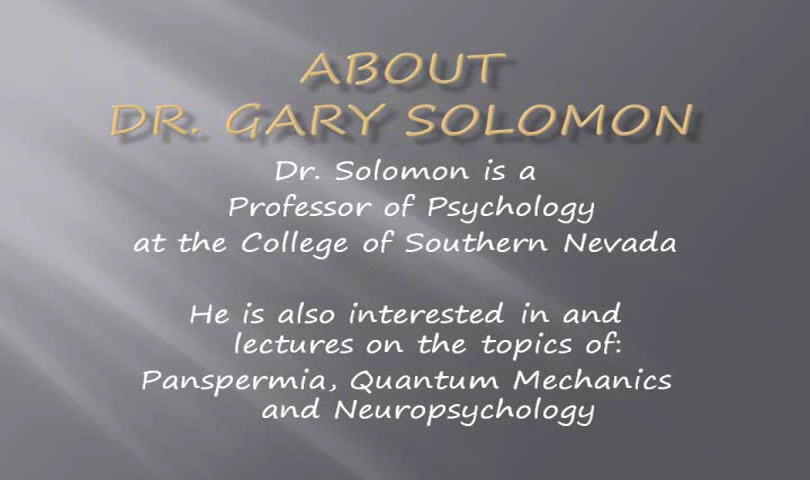 ABOUT
DR. GARY SOLOMON
Dr. Solomon is a
Professor of Psychology
at the College of Southern Nevada
He is also interested in and
lectures on the topics of:
Panspermia, Quantum Mechanics
and Neuropsychology